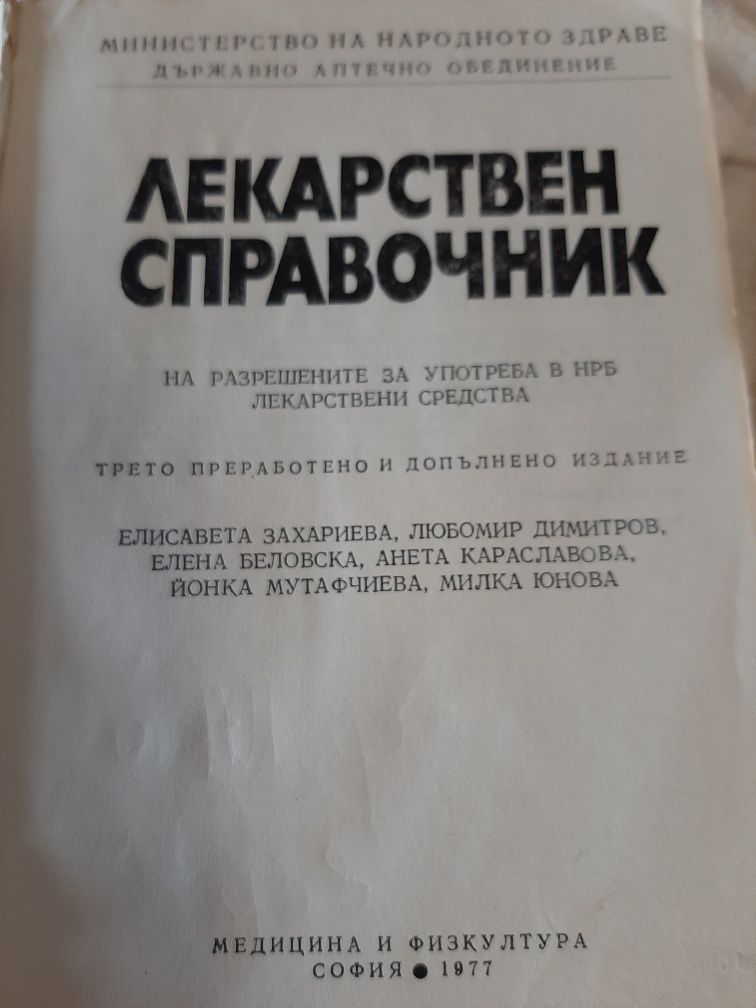 МИНИСТЕРСТВО НА НАРОДНОТО ЗДРАВЕ
ДЪРЖАВНО АПТЕЧНО ОБЕДИНЕНИЕ
ЛЕКАРСТВЕН
СПРАВОЧНИК
НА РАЗРЕШЕНИТЕ ЗА УПОТРЕБА В НРБ
ЛЕКАРСТВЕНИ СРЕДСТВА
ТРЕТО ПРЕРАБОТЕНО И ДОПЪЛНЕНО ИЗДАНИЕ
ЕЛИСАВЕТА ЗАХАРИЕВА, ЛЮБОМИР ДИМИТРОВ,
ЕЛЕНА БЕЛОВСКА, АНЕТА КАРАСЛАВОВА,
ЙОНКА МУТАФЧИЕВА, МИЛКА ЮНОВА
МЕДИЦИНА И ФИЗКУЛТУРА
СОФИЯ ● 1977